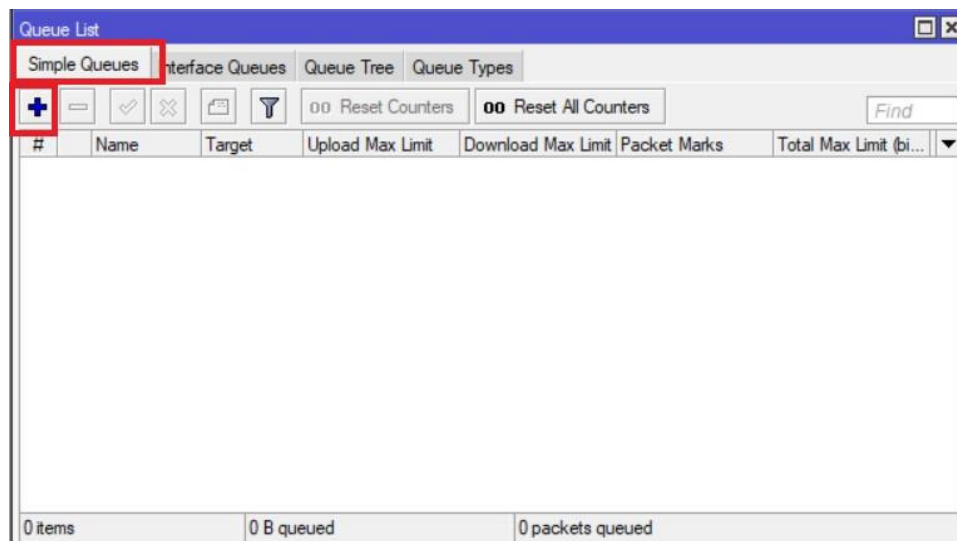 Queue List
Simple Queues Interface Queues Queue Tree Queue Types
00 Reset Counters 00 Reset All Counters Find
# Name Target Upload Max Limit Download Max Limit Packet Marks Total Max Limit (bi...
0 items 0 B queued 0 packets queued